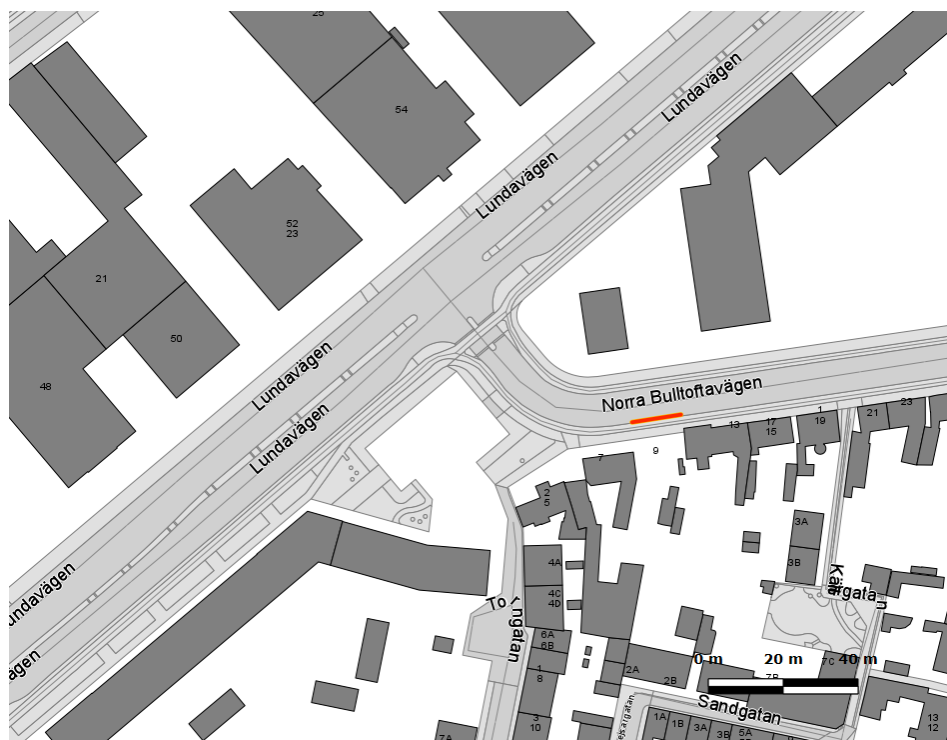 25
54
Lundavägen
Lundavägen
52
23
21
50
Lundavägen
48
Norra Bulltoftavägen
Lundavägen
1
19
21
23
17
15
13
9
7
2
5
3A
3B
4A
4C
4D
Källargatan
Torngatan
6A
6B
1
8
2A
2B
0 m 20 m 40 m
7B
7C
Sandgatan
3
10
7A
1A
1B
3A
3B
5A
13
12